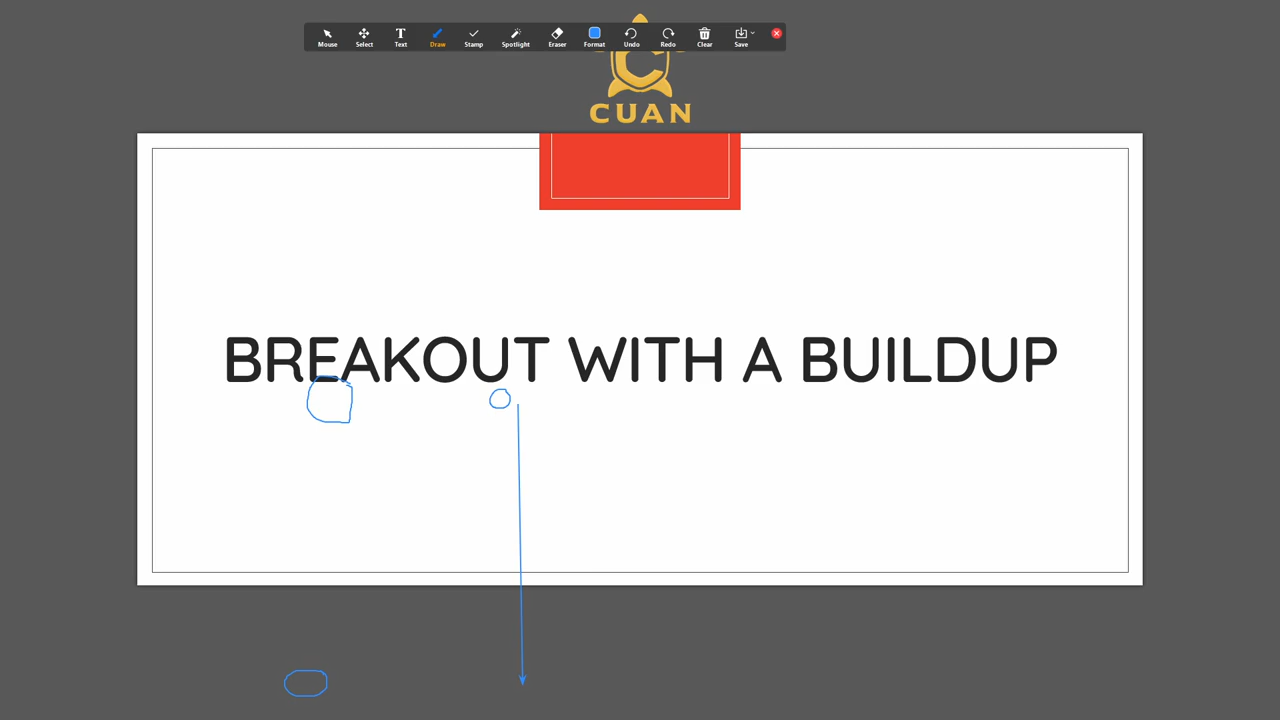 Mouse Select Text Draw Stamp Spotlight Eraser Format Undo Redo Clear Save
CUAN
BREAKOUT WITH A BUILDUP